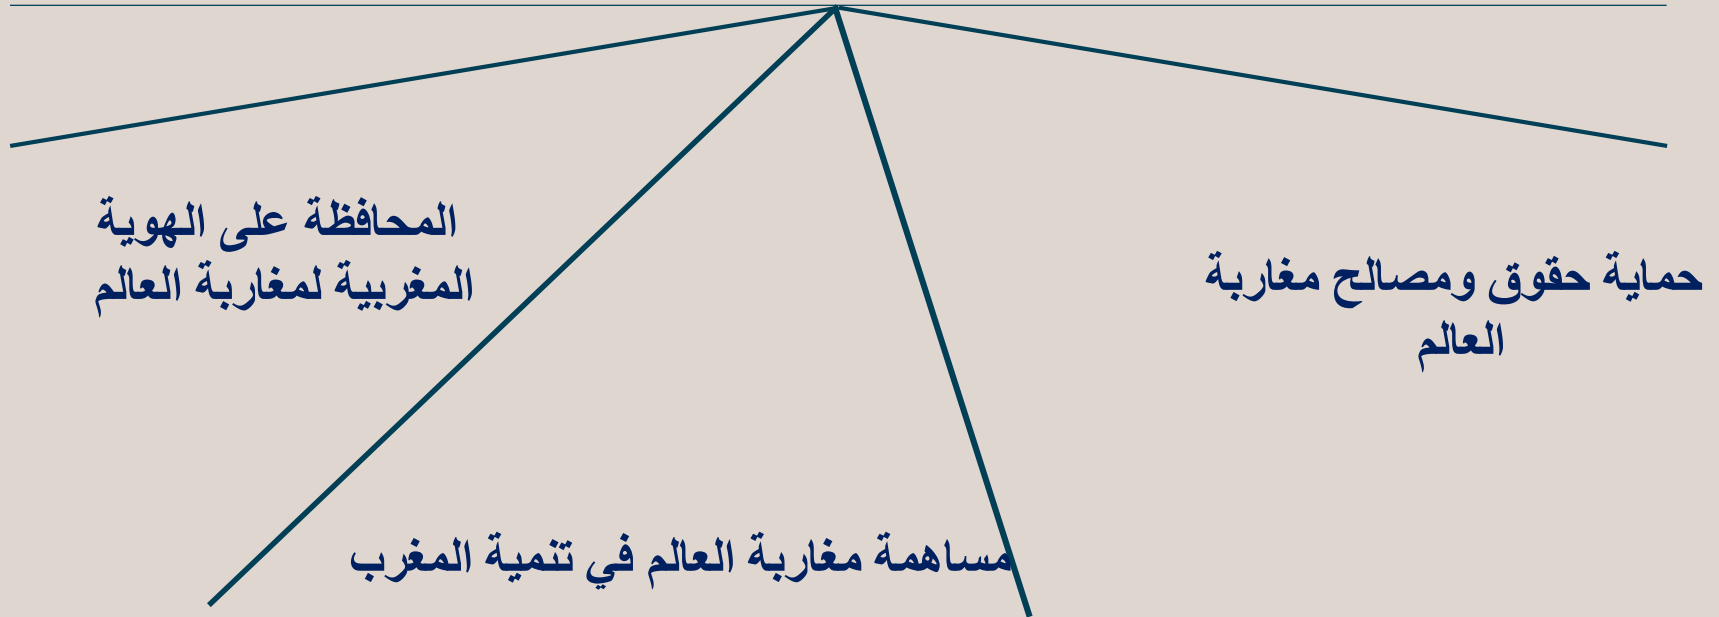 حماية حقوق ومصالح مغاربة
العالم
مساهمة مغاربة العالم في تنمية المغرب
المحافظة على الهوية
المغربية لمغاربة العالم